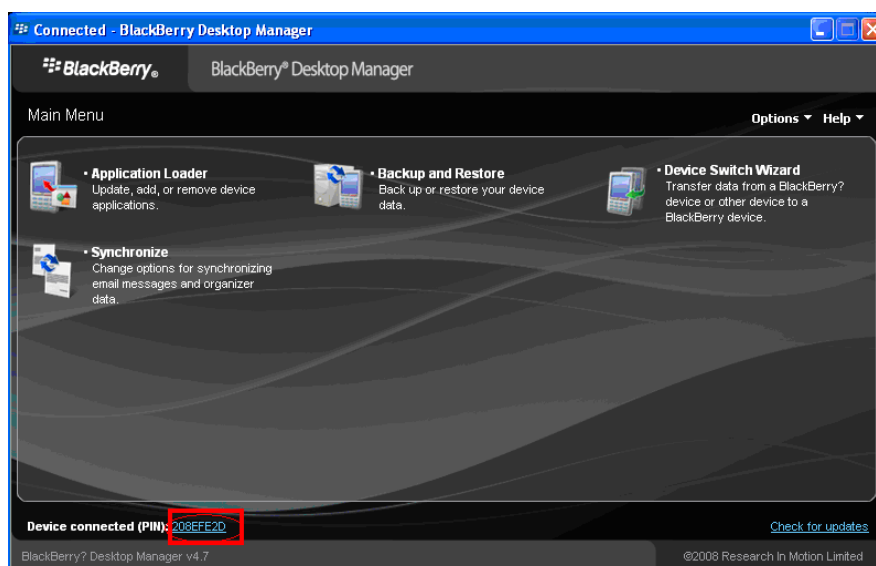 Connected - BlackBerry Desktop Manager
BlackBerry® BlackBerry® Desktop Manager
Main Menu
Options Help
Application Loader
Update, add, or remove device
applications.
Backup and Restore
Back up or restore your device
data.
Device Switch Wizard
Transfer data from a BlackBerry?
device or other device to a
BlackBerry device.
Synchronize
Change options for synchronizing
email messages and organizer
data.
Device connected (PIN): 208EFE2D
Check for updates
BlackBerry? Desktop Manager v4.7
©2008 Research In Motion Limited